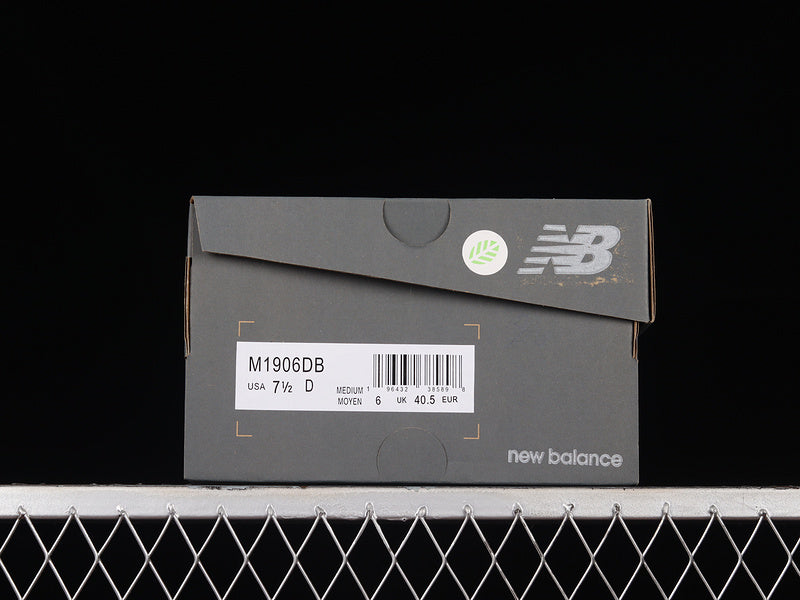 NB
M1906DB
USA 7½ D
MEDIUM 1 96432 38589 8
MOYEN 6 UK 40.5 EUR
new balance